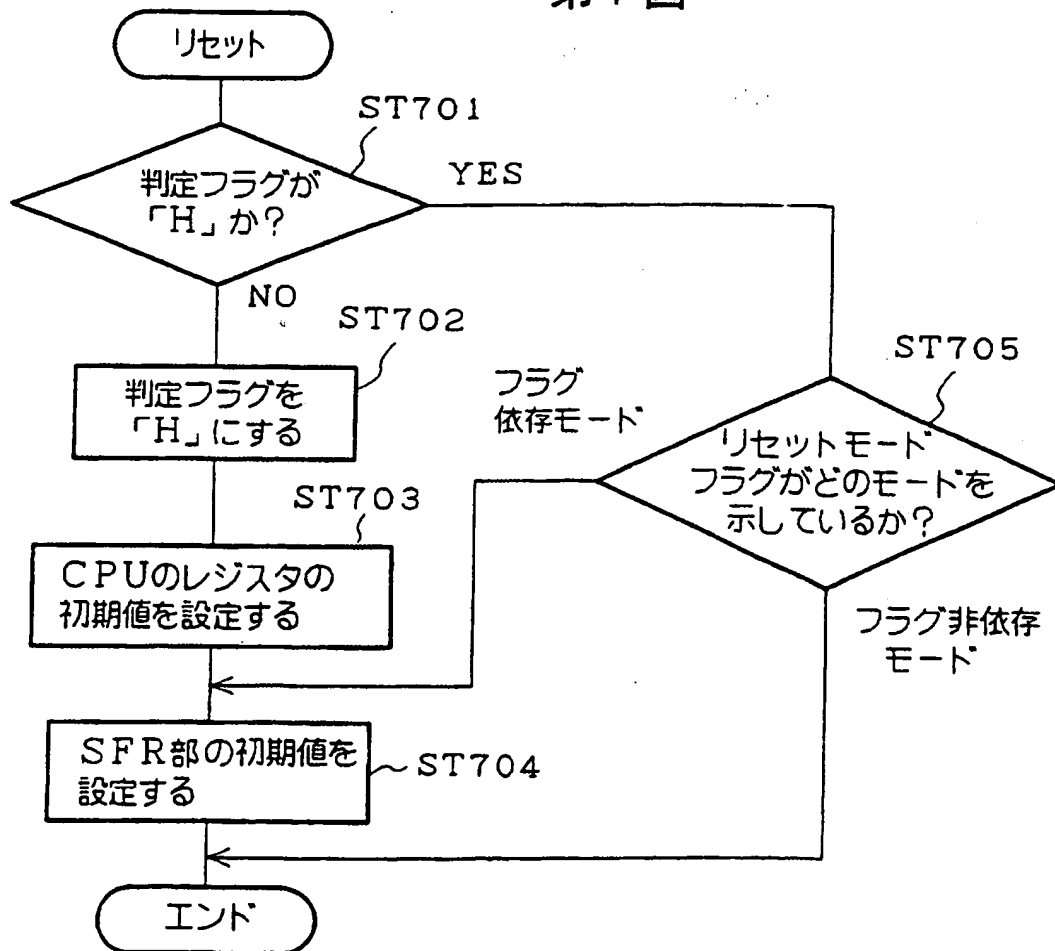 リセット
ST701
判定フラグが
「H」か?
YES
NO
ST702
判定フラグを
「H」にする
ST703
CPUのレジスタの
初期値を設定する
フラグ
依存モード
ST705
リセットモード
フラグがどのモードを
示しているか?
フラグ非依存
モード
SFR部の初期値を
設定する
ST704
エンド